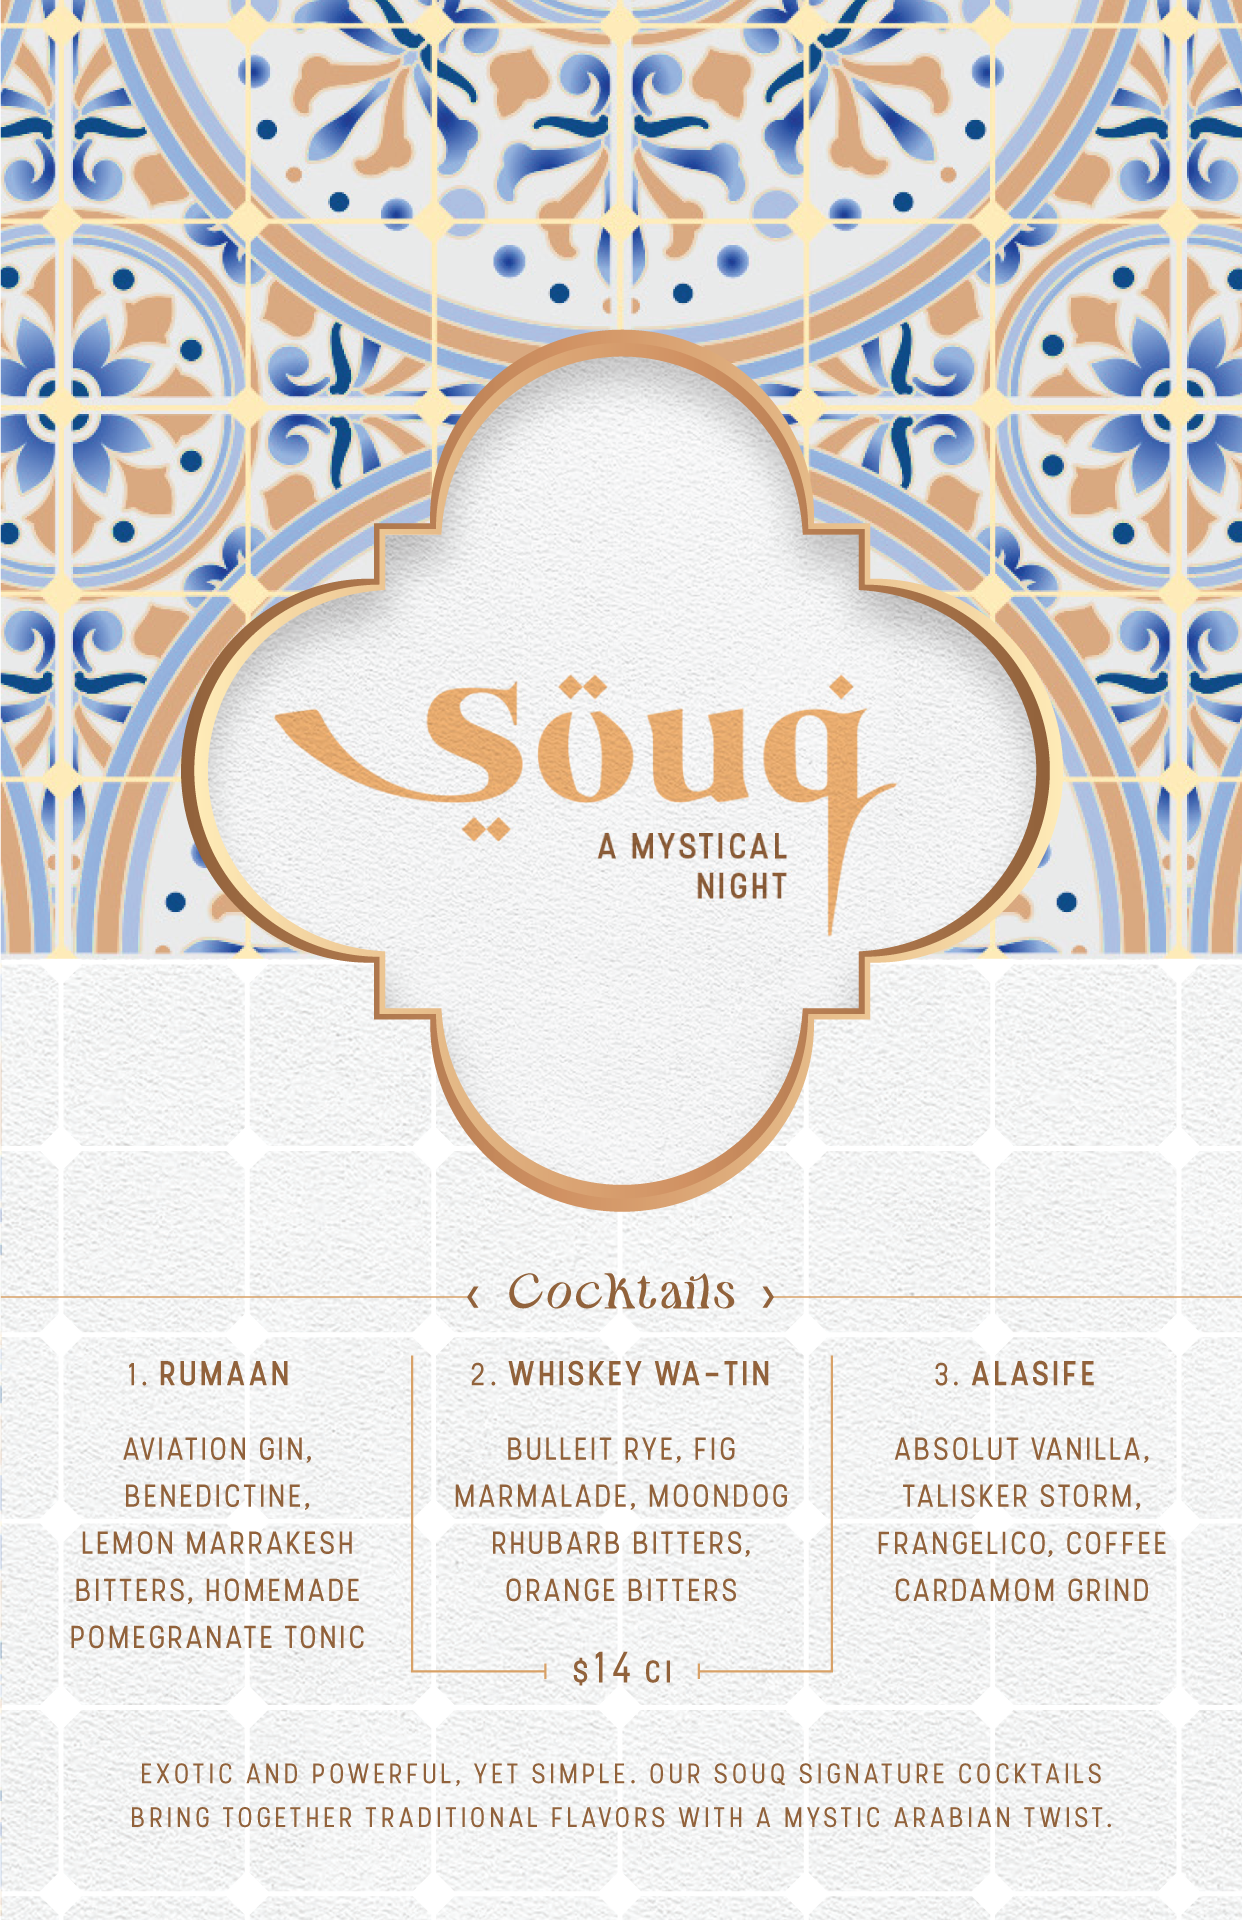 Souq
A MYSTICAL
NIGHT
‹ Cocktails ›
1. RUMAAN
AVIATION GIN,
BENEDICTINE,
LEMON MARRAKESH
BITTERS, HOMEMADE
POMEGRANATE TONIC
2. WHISKEY WA-TIN
BULLEIT RYE, FIG
MARMALADE, MOONDOG
RHUBARB BITTERS,
ORANGE BITTERS
3. ALASIFE
ABSOLUT VANILLA,
TALISKER STORM,
FRANGELICO, COFFEE
CARDAMOM GRIND
$14 CI
EXOTIC AND POWERFUL, YET SIMPLE. OUR SOUQ SIGNATURE COCKTAILS
BRING TOGETHER TRADITIONAL FLAVORS WITH A MYSTIC ARABIAN TWIST.